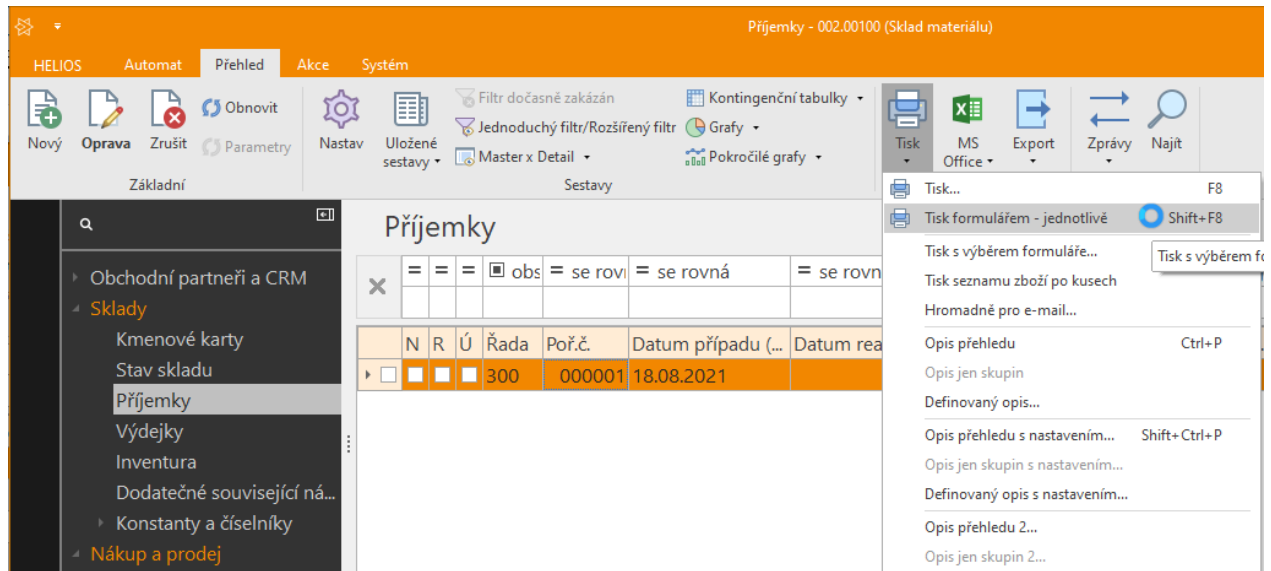 Příjemky - 002.00100 (Sklad materiálu)
HELIOS Automat Přehled Akce Systém
Nový
Oprava
Zrušit
Obnovit
Parametry
Základní
Nastav
Uložené
sestavy
Filtr dočasně zakázán
Jednoduchý filtr/Rozšířený filtr
Master x Detail
Kontingenční tabulky
Grafy
Pokročilé grafy
Sestavy
Tisk
MS
Office
Export
Zprávy
Najít
Obchodní partneři a CRM
Sklady
Kmenové karty
Stav skladu
Příjemky
Výdejky
Inventura
Dodatečné související ná...
Konstanty a číselníky
Nákup a prodej
Příjemky
= = = obs = se rovi = se rovná = se rovn
N R Ú Řada Poř.č. Datum případu (... Datum rea
300 000001 18.08.2021
Tisk... F8
Tisk formulářem - jednotlivě Shift+F8
Tisk s výběrem formuláře...
Tisk s výběrem fo
Tisk seznamu zboží po kusech
Hromadně pro e-mail...
Opis přehledu Ctrl+P
Opis jen skupin
Definovaný opis...
Opis přehledu s nastavením... Shift+Ctrl+P
Opis jen skupin s nastavením...
Definovaný opis s nastavením...
Opis přehledu 2...
Opis jen skupin 2...